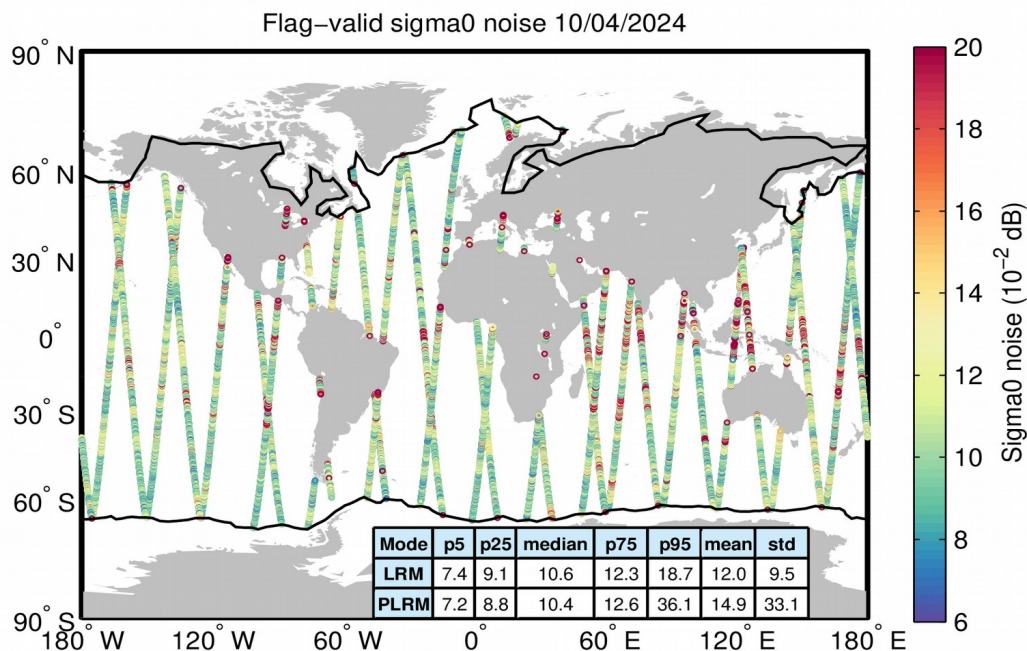 Flag−valid sigma0 noise 10/04/2024
90° N
60° N
30° N
0°
30° S
60° S
90° S
180° W
120° W
60° W
0°
60° E
120° E
180° E
Mode p5 p25 median p75 p95 mean std
LRM 7.4 9.1 10.6 12.3 18.7 12.0 9.5
PLRM 7.2 8.8 10.4 12.6 36.1 14.9 33.1
20
18
16
14
12
10
8
6
Sigma0 noise (10⁻² dB)